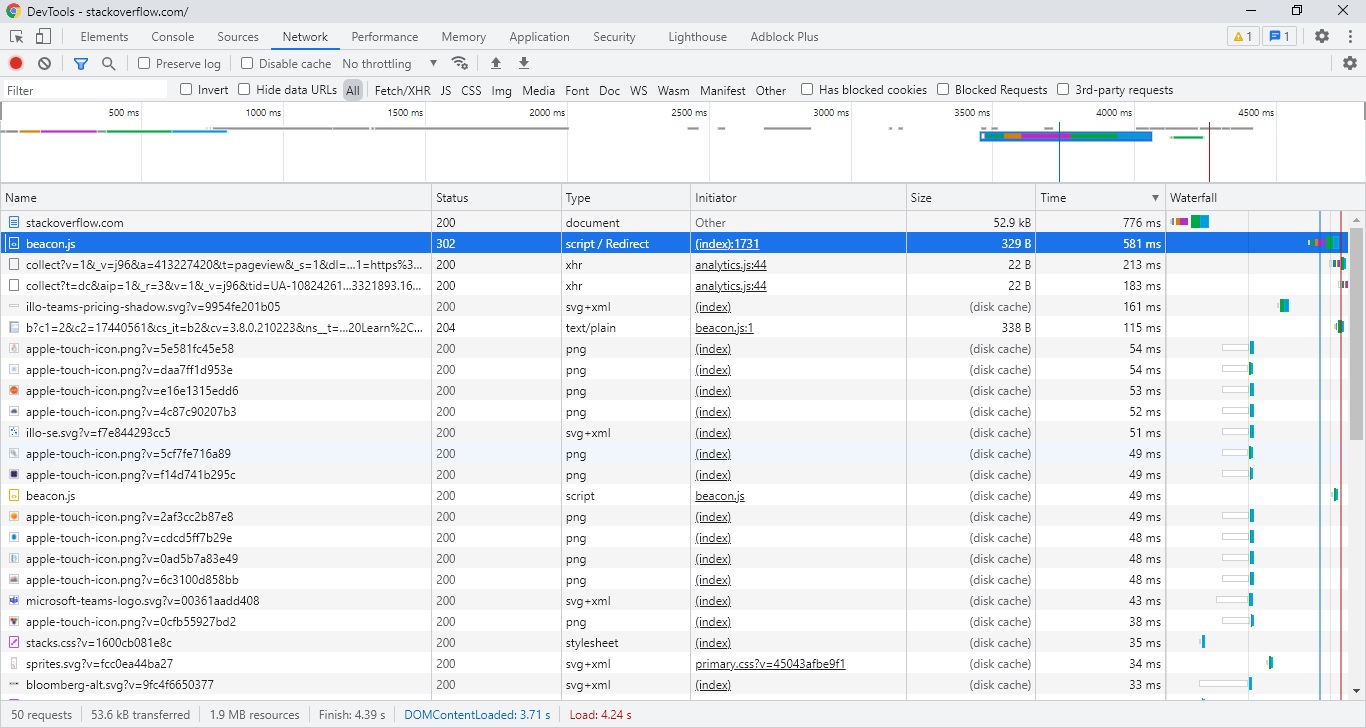 DevTools - stackoverflow.com/
Elements Console Sources Network Performance Memory Application Security Lighthouse Adblock Plus 1 1
Preserve log Disable cache No throttling
Filter Invert Hide data URLs All Fetch/XHR JS CSS Img Media Font Doc WS Wasm Manifest Other Has blocked cookies Blocked Requests 3rd-party requests
500 ms 1000 ms 1500 ms 2000 ms 2500 ms 3000 ms 3500 ms 4000 ms 4500 ms
Name Status Type Initiator Size Time Waterfall
stackoverflow.com 200 document Other 52.9 kB 776 ms
beacon.js 302 script / Redirect (index):1731 329 B 581 ms
collect?v=1&_v=j96&a=413227420&t=pageview&_s=1&dl=...1=https%3... 200 xhr analytics.js:44 22 B 213 ms
collect?t=dc&aip=1&_r=3&v=1&_v=j96&tid=UA-10824261...3321893.16... 200 xhr analytics.js:44 22 B 183 ms
illo-teams-pricing-shadow.svg?v=9954fe201b05 200 svg+xml (index) (disk cache) 161 ms
b?c1=2&c2=17440561&cs_it=b2&cv=3.8.0.210223&ns__t=...20Learn%2C... 204 text/plain beacon.js:1 338 B 115 ms
apple-touch-icon.png?v=5e581fc45e58 200 png (index) (disk cache) 54 ms
apple-touch-icon.png?v=daa7ff1d953e 200 png (index) (disk cache) 54 ms
apple-touch-icon.png?v=e16e1315edd6 200 png (index) (disk cache) 53 ms
apple-touch-icon.png?v=4c87c90207b3 200 png (index) (disk cache) 52 ms
illo-se.svg?v=f7e844293cc5 200 svg+xml (index) (disk cache) 51 ms
apple-touch-icon.png?v=5cf7fe716a89 200 png (index) (disk cache) 49 ms
apple-touch-icon.png?v=f14d741b295c 200 png (index) (disk cache) 49 ms
beacon.js 200 script beacon.js (disk cache) 49 ms
apple-touch-icon.png?v=2af3cc2b87e8 200 png (index) (disk cache) 49 ms
apple-touch-icon.png?v=cdcd5ff7b29e 200 png (index) (disk cache) 48 ms
apple-touch-icon.png?v=0ad5b7a83e49 200 png (index) (disk cache) 48 ms
apple-touch-icon.png?v=6c3100d858bb 200 png (index) (disk cache) 48 ms
microsoft-teams-logo.svg?v=00361aadd408 200 svg+xml (index) (disk cache) 43 ms
apple-touch-icon.png?v=0cfb55927bd2 200 png (index) (disk cache) 38 ms
stacks.css?v=1600cb081e8c 200 stylesheet (index) (disk cache) 35 ms
sprites.svg?v=fcc0ea44ba27 200 svg+xml primary.css?v=45043afbe9f1 (disk cache) 34 ms
bloomberg-alt.svg?v=9fc4f6650377 200 svg+xml (index) (disk cache) 33 ms
50 requests 53.6 kB transferred 1.9 MB resources Finish: 4.39 s DOMContentLoaded: 3.71 s Load: 4.24 s